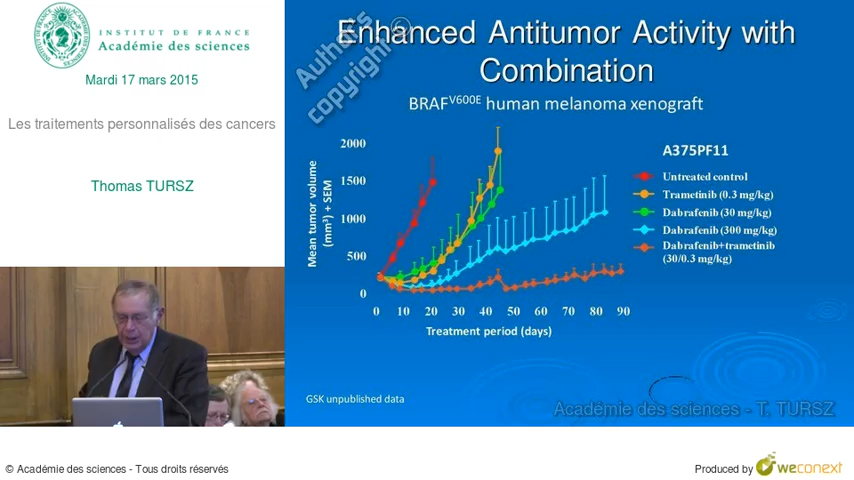 INSTITUT DE FRANCE
Académie des sciences
Mardi 17 mars 2015
Les traitements personnalisés des cancers
Thomas TURSZ
Author's ©
copyright
Enhanced Antitumor Activity with
Combination
BRAFV600E human melanoma xenograft
A375PF11
Untreated control
Trametinib (0.3 mg/kg)
Dabrafenib (30 mg/kg)
Dabrafenib (300 mg/kg)
Dabrafenib+trametinib
(30/0.3 mg/kg)
Mean tumor volume
(mm3) + SEM
2000
1500
1000
500
0
0 10 20 30 40 50 60 70 80 90
Treatment period (days)
GSK unpublished data
Académie des sciences - T. TURSZ
© Académie des sciences - Tous droits réservés
Produced by weconext